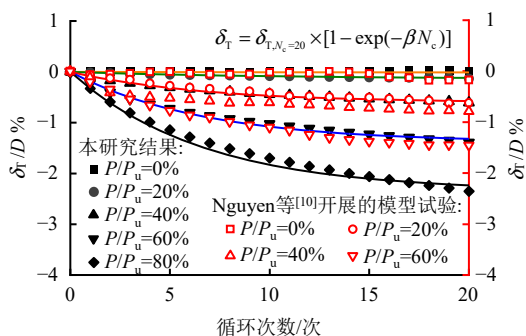 δT = δT,Nc=20 ×[1−exp(−βNc)]
1
0
−1
−2
−3
−4
δT/D %
本研究结果:
P/Pu=0%
P/Pu=20%
P/Pu=40%
P/Pu=60%
P/Pu=80%
Nguyen等[10]开展的模型试验:
P/Pu=0% P/Pu=20%
P/Pu=40% P/Pu=60%
1
0
−1
−2
−3
−4
δT/D %
0 5 10 15 20
循环次数/次